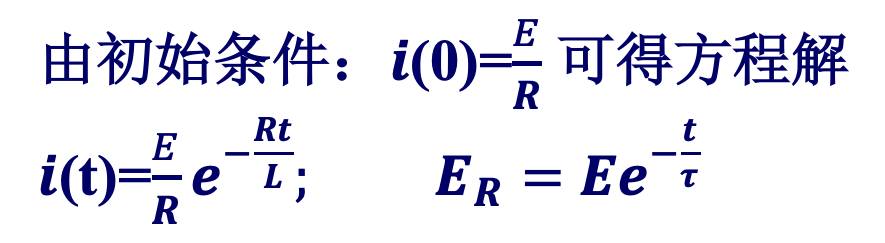 由初始条件：i(0)=E/R 可得方程解
i(t)=E/R e^{-Rt/L}; E_R = Ee^{-t/τ}